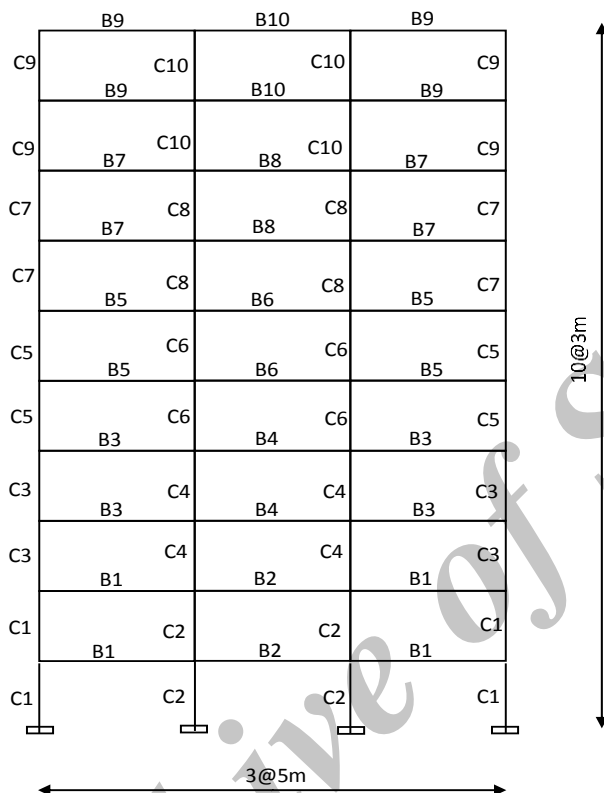 B9 B10 B9
C9 C10 C10 C9
B9 B10 B9
C9 C10 C10 C9
B7 B8 B7
C7 C8 C8 C7
B7 B8 B7
C7 C8 C8 C7
B5 B6 B5
C5 C6 C6 C5
B5 B6 B5
C5 C6 C6 C5
B3 B4 B3
C3 C4 C4 C3
B3 B4 B3
C3 C4 C4 C3
B1 B2 B1
C1 C2 C2 C1
B1 B2 B1
C1 C2 C2 C1
3@5m
10@3m
ive of S